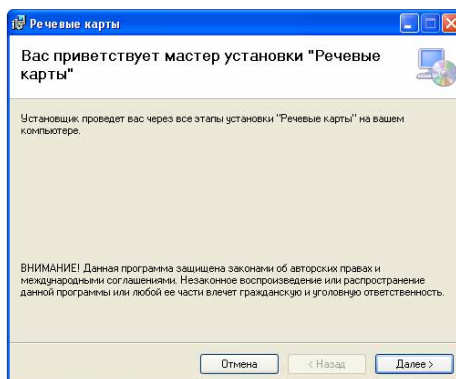 Речевые карты
Вас приветствует мастер установки "Речевые
карты"
Установщик проведет вас через все этапы установки "Речевые карты" на вашем
компьютере.
ВНИМАНИЕ! Данная программа защищена законами об авторских правах и
международными соглашениями. Незаконное воспроизведение или распространение
данной программы или любой ее части влечет гражданскую и уголовную ответственность.
Отмена
< Назад
Далее >